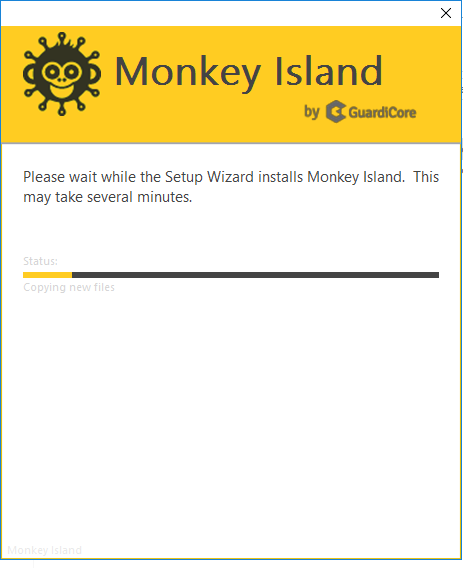 Monkey Island
by GuardiCore
Please wait while the Setup Wizard installs Monkey Island. This
may take several minutes.
Status:
Copying new files
Monkey Island